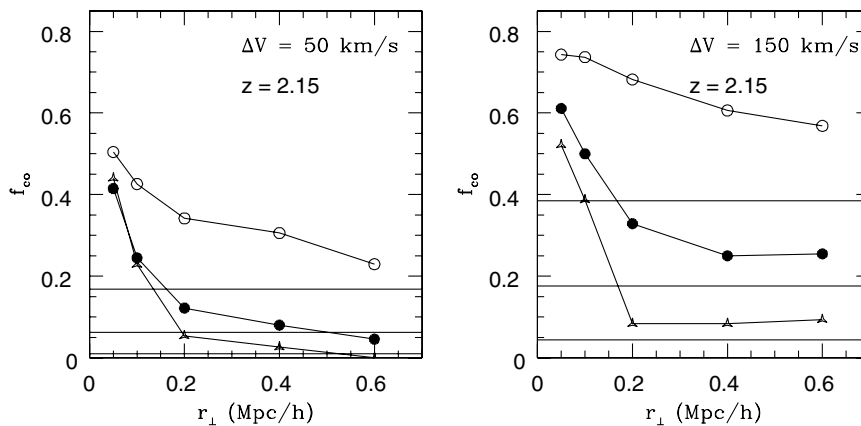 ΔV = 50 km/s
z = 2.15
f_co
0.8
0.6
0.4
0.2
0
0 0.2 0.4 0.6
r_⊥ (Mpc/h)
ΔV = 150 km/s
z = 2.15
f_co
0.8
0.6
0.4
0.2
0
0 0.2 0.4 0.6
r_⊥ (Mpc/h)